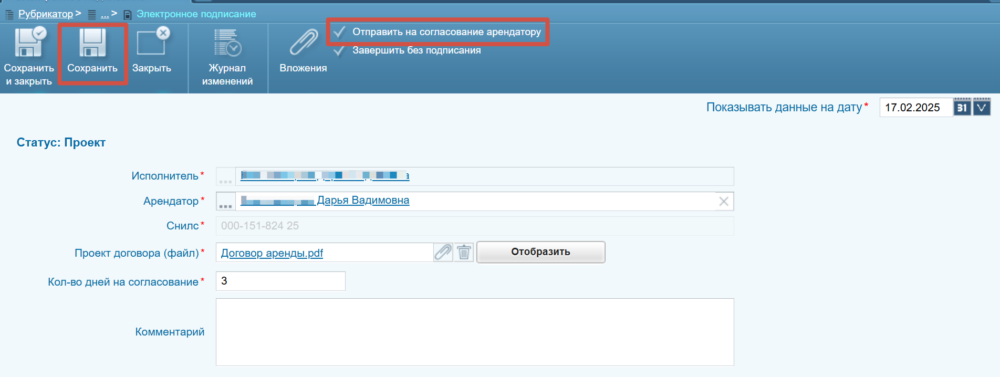 Рубрикатор > ... > Электронное подписание
Сохранить и закрыть
Сохранить
Закрыть
Журнал изменений
Вложения
Отправить на согласование арендатору
Завершить без подписания
Показывать данные на дату * 17.02.2025 31
Статус: Проект
Исполнитель * ...
Арендатор * ... Дарья Вадимовна
Снилс * 000-151-824 25
Проект договора (файл) * Договор аренды.pdf Отобразить
Кол-во дней на согласование * 3
Комментарий